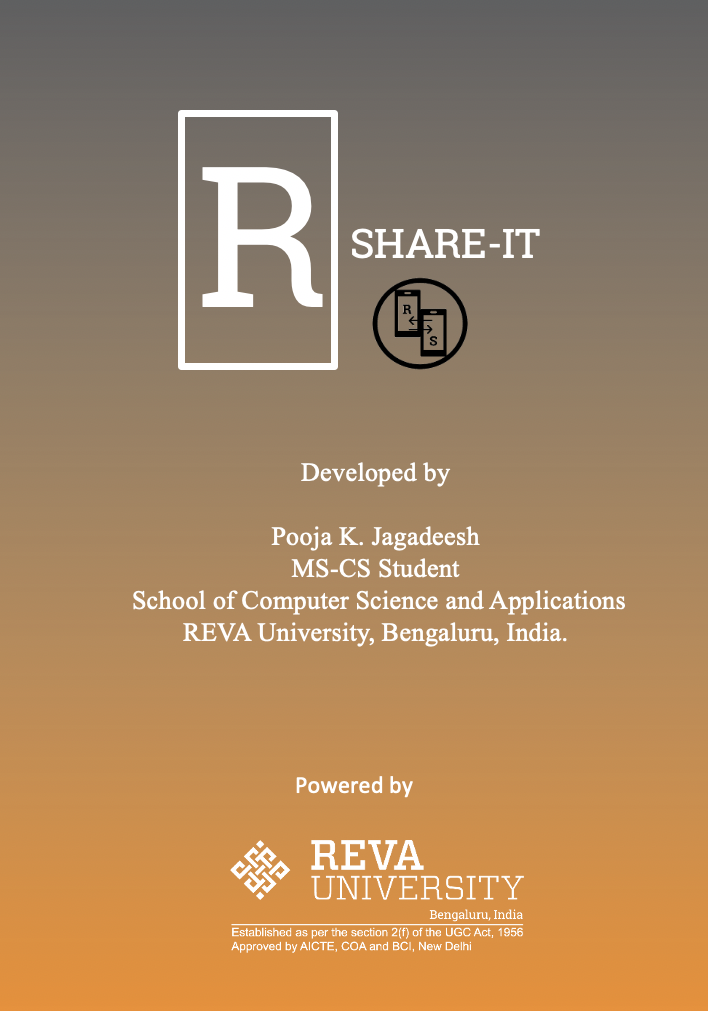 R
SHARE-IT
R
S
Developed by
Pooja K. Jagadeesh
MS-CS Student
School of Computer Science and Applications
REVA University, Bengaluru, India.
Powered by
REVA
UNIVERSITY
Bengaluru, India
Established as per the section 2(f) of the UGC Act, 1956
Approved by AICTE, COA and BCI, New Delhi